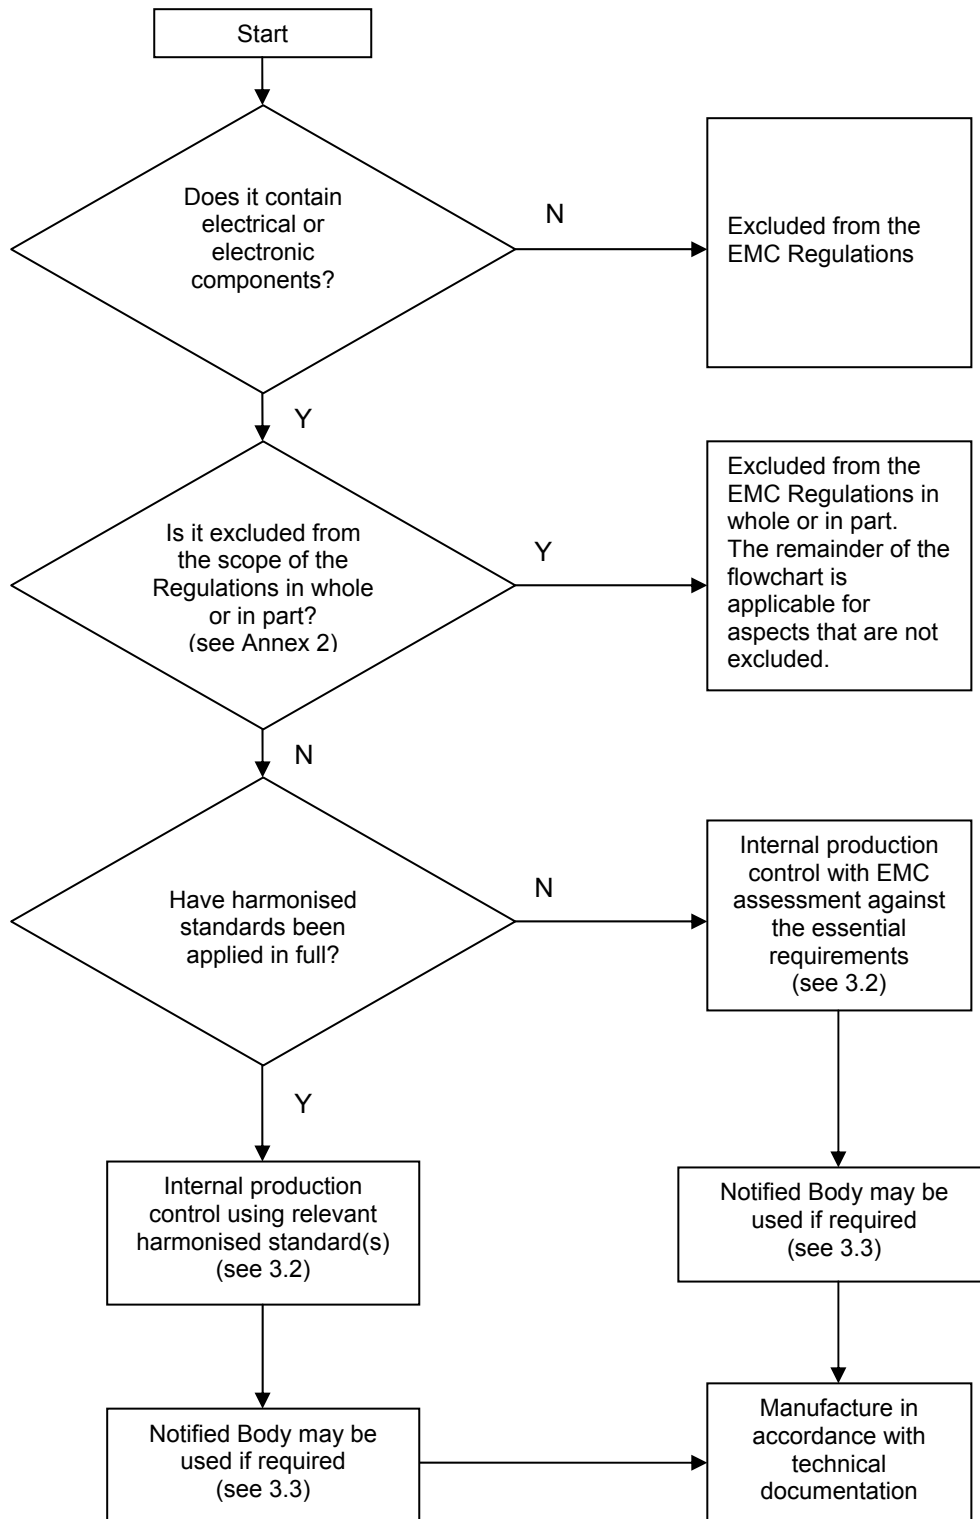 Start
Does it contain
electrical or
electronic
components?
N
Excluded from the
EMC Regulations
Y
Is it excluded from
the scope of the
Regulations in whole
or in part?
(see Annex 2)
Y
Excluded from the
EMC Regulations in
whole or in part.
The remainder of the
flowchart is
applicable for
aspects that are not
excluded.
N
Have harmonised
standards been
applied in full?
N
Internal production
control with EMC
assessment against
the essential
requirements
(see 3.2)
Y
Internal production
control using relevant
harmonised standard(s)
(see 3.2)
Notified Body may be
used if required
(see 3.3)
Notified Body may be
used if required
(see 3.3)
Manufacture in
accordance with
technical
documentation